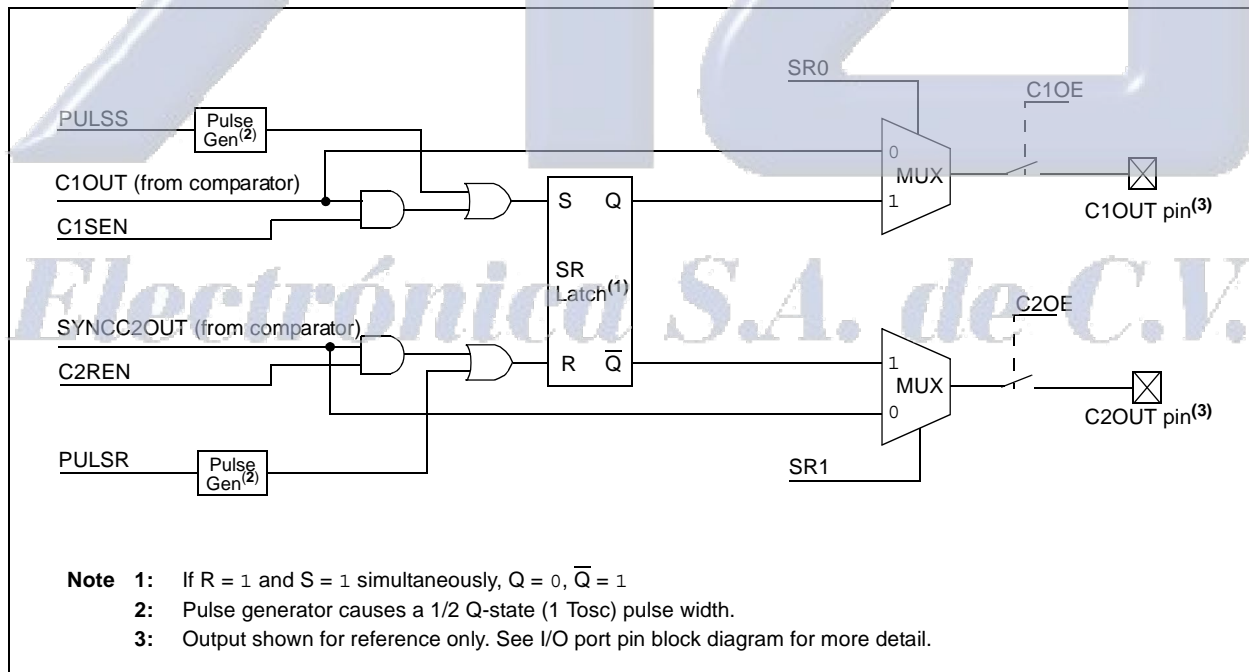 SR0
C1OE
PULSS
Pulse
Gen(2)
0
MUX
C1OUT (from comparator)
1
S Q
C1OUT pin(3)
C1SEN
SR
Latch(1)
Electrónica S.A. de C.V.
C2OE
SYNCC2OUT (from comparator)
1
R Q̅
MUX
C2REN
0
C2OUT pin(3)
PULSR
Pulse
Gen(2)
SR1
Note 1: If R = 1 and S = 1 simultaneously, Q = 0, Q̅ = 1
2: Pulse generator causes a 1/2 Q-state (1 Tosc) pulse width.
3: Output shown for reference only. See I/O port pin block diagram for more detail.